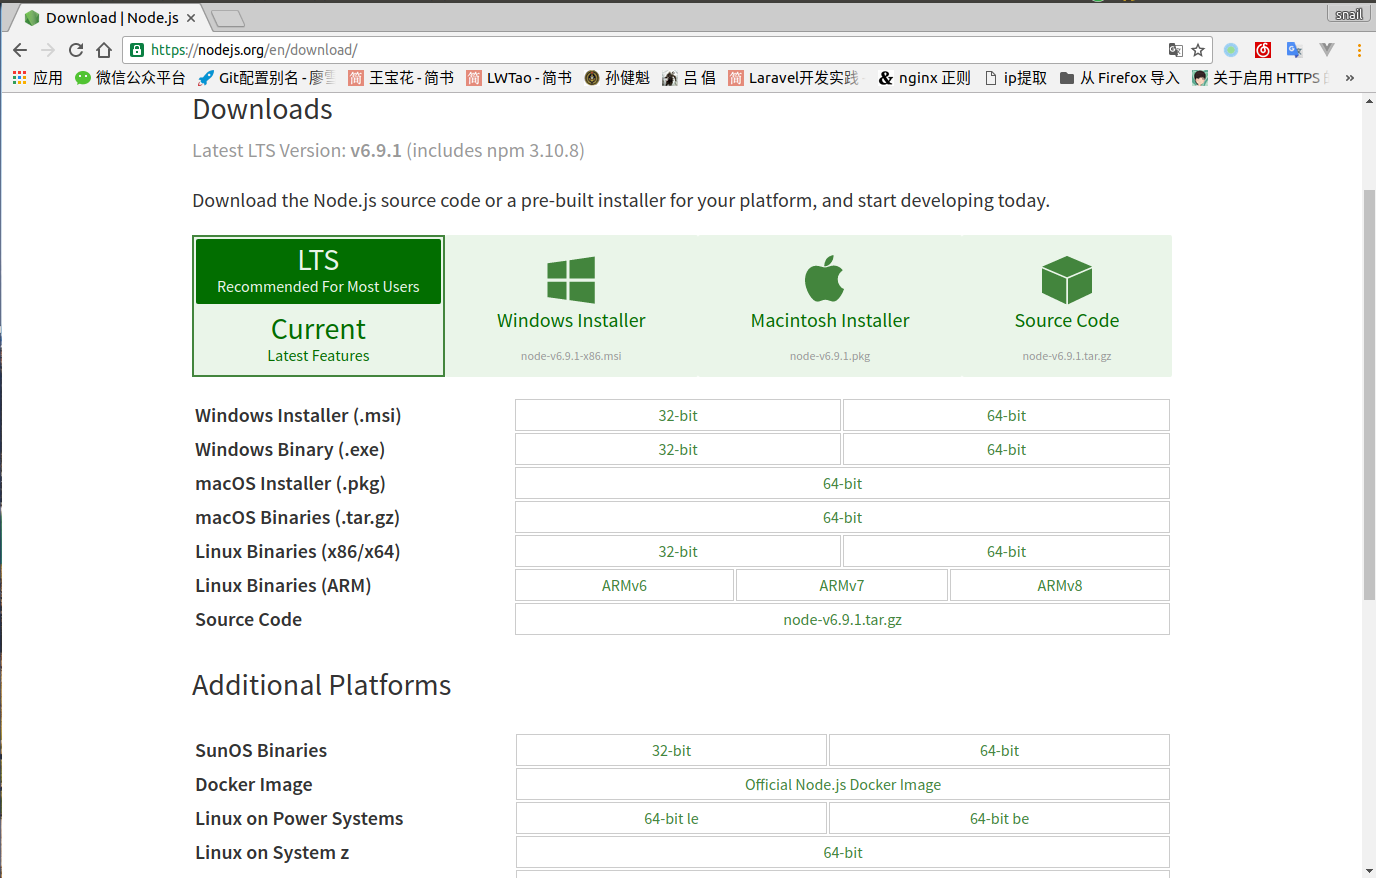 Download | Node.js
snail
https://nodejs.org/en/download/
应用 微信公众平台 Git配置别名 - 廖雪 简 王宝花 - 简书 简 LWTao - 简书 孙健魁 吕 倡 简 Laravel开发实践 & nginx 正则 ip提取 从 Firefox 导入 关于启用 HTTPS »
Downloads
Latest LTS Version: v6.9.1 (includes npm 3.10.8)
Download the Node.js source code or a pre-built installer for your platform, and start developing today.
LTS
Recommended For Most Users
Current
Latest Features
Windows Installer
node-v6.9.1-x86.msi
Macintosh Installer
node-v6.9.1.pkg
Source Code
node-v6.9.1.tar.gz
Windows Installer (.msi) 32-bit 64-bit
Windows Binary (.exe) 32-bit 64-bit
macOS Installer (.pkg) 64-bit
macOS Binaries (.tar.gz) 64-bit
Linux Binaries (x86/x64) 32-bit 64-bit
Linux Binaries (ARM) ARMv6 ARMv7 ARMv8
Source Code node-v6.9.1.tar.gz
Additional Platforms
SunOS Binaries 32-bit 64-bit
Docker Image Official Node.js Docker Image
Linux on Power Systems 64-bit le 64-bit be
Linux on System z 64-bit